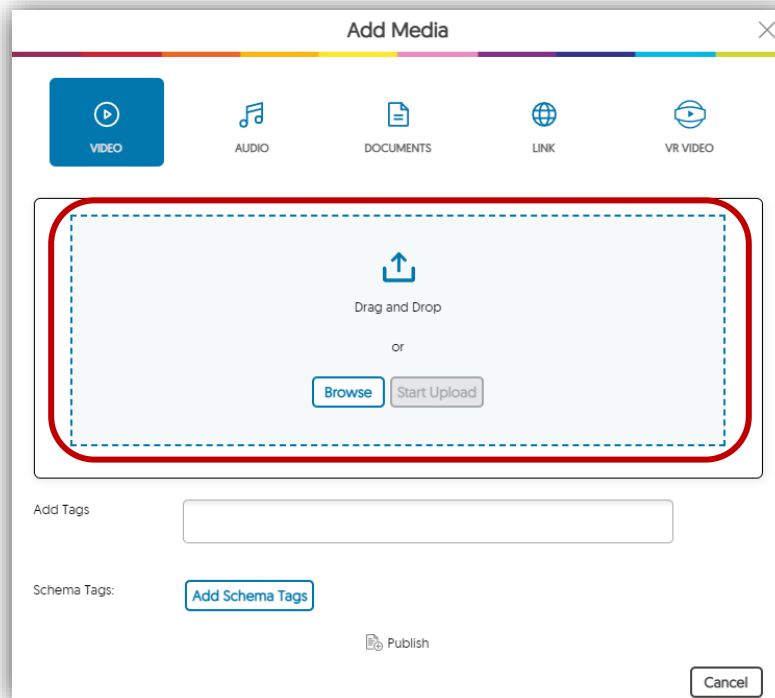 Add Media
VIDEO AUDIO DOCUMENTS LINK VR VIDEO
Drag and Drop
or
Browse Start Upload
Add Tags
Schema Tags: Add Schema Tags
Publish
Cancel